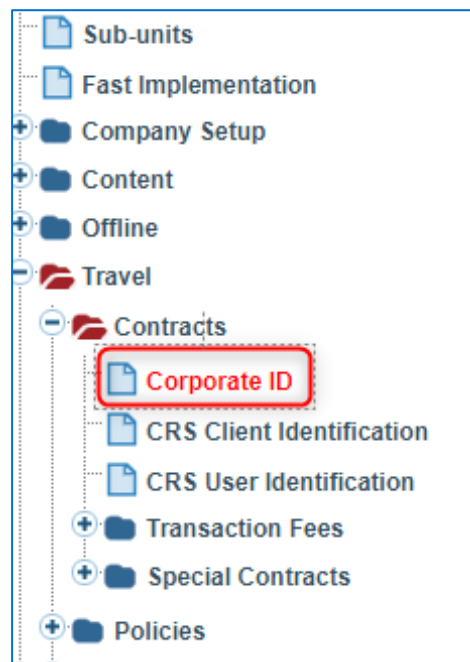 Sub-units
Fast Implementation
Company Setup
Content
Offline
Travel
Contracts
Corporate ID
CRS Client Identification
CRS User Identification
Transaction Fees
Special Contracts
Policies